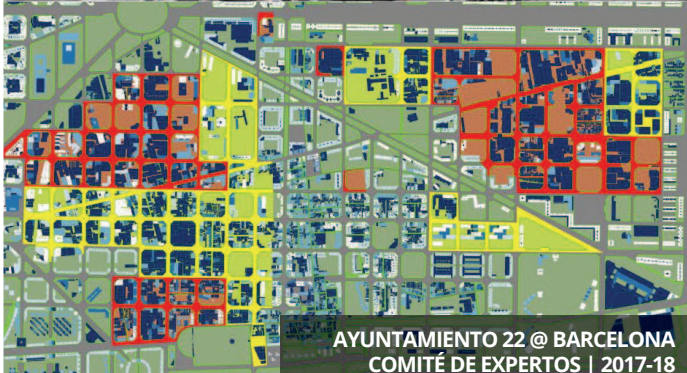 AYUNTAMIENTO 22 @ BARCELONA
COMITÉ DE EXPERTOS | 2017-18